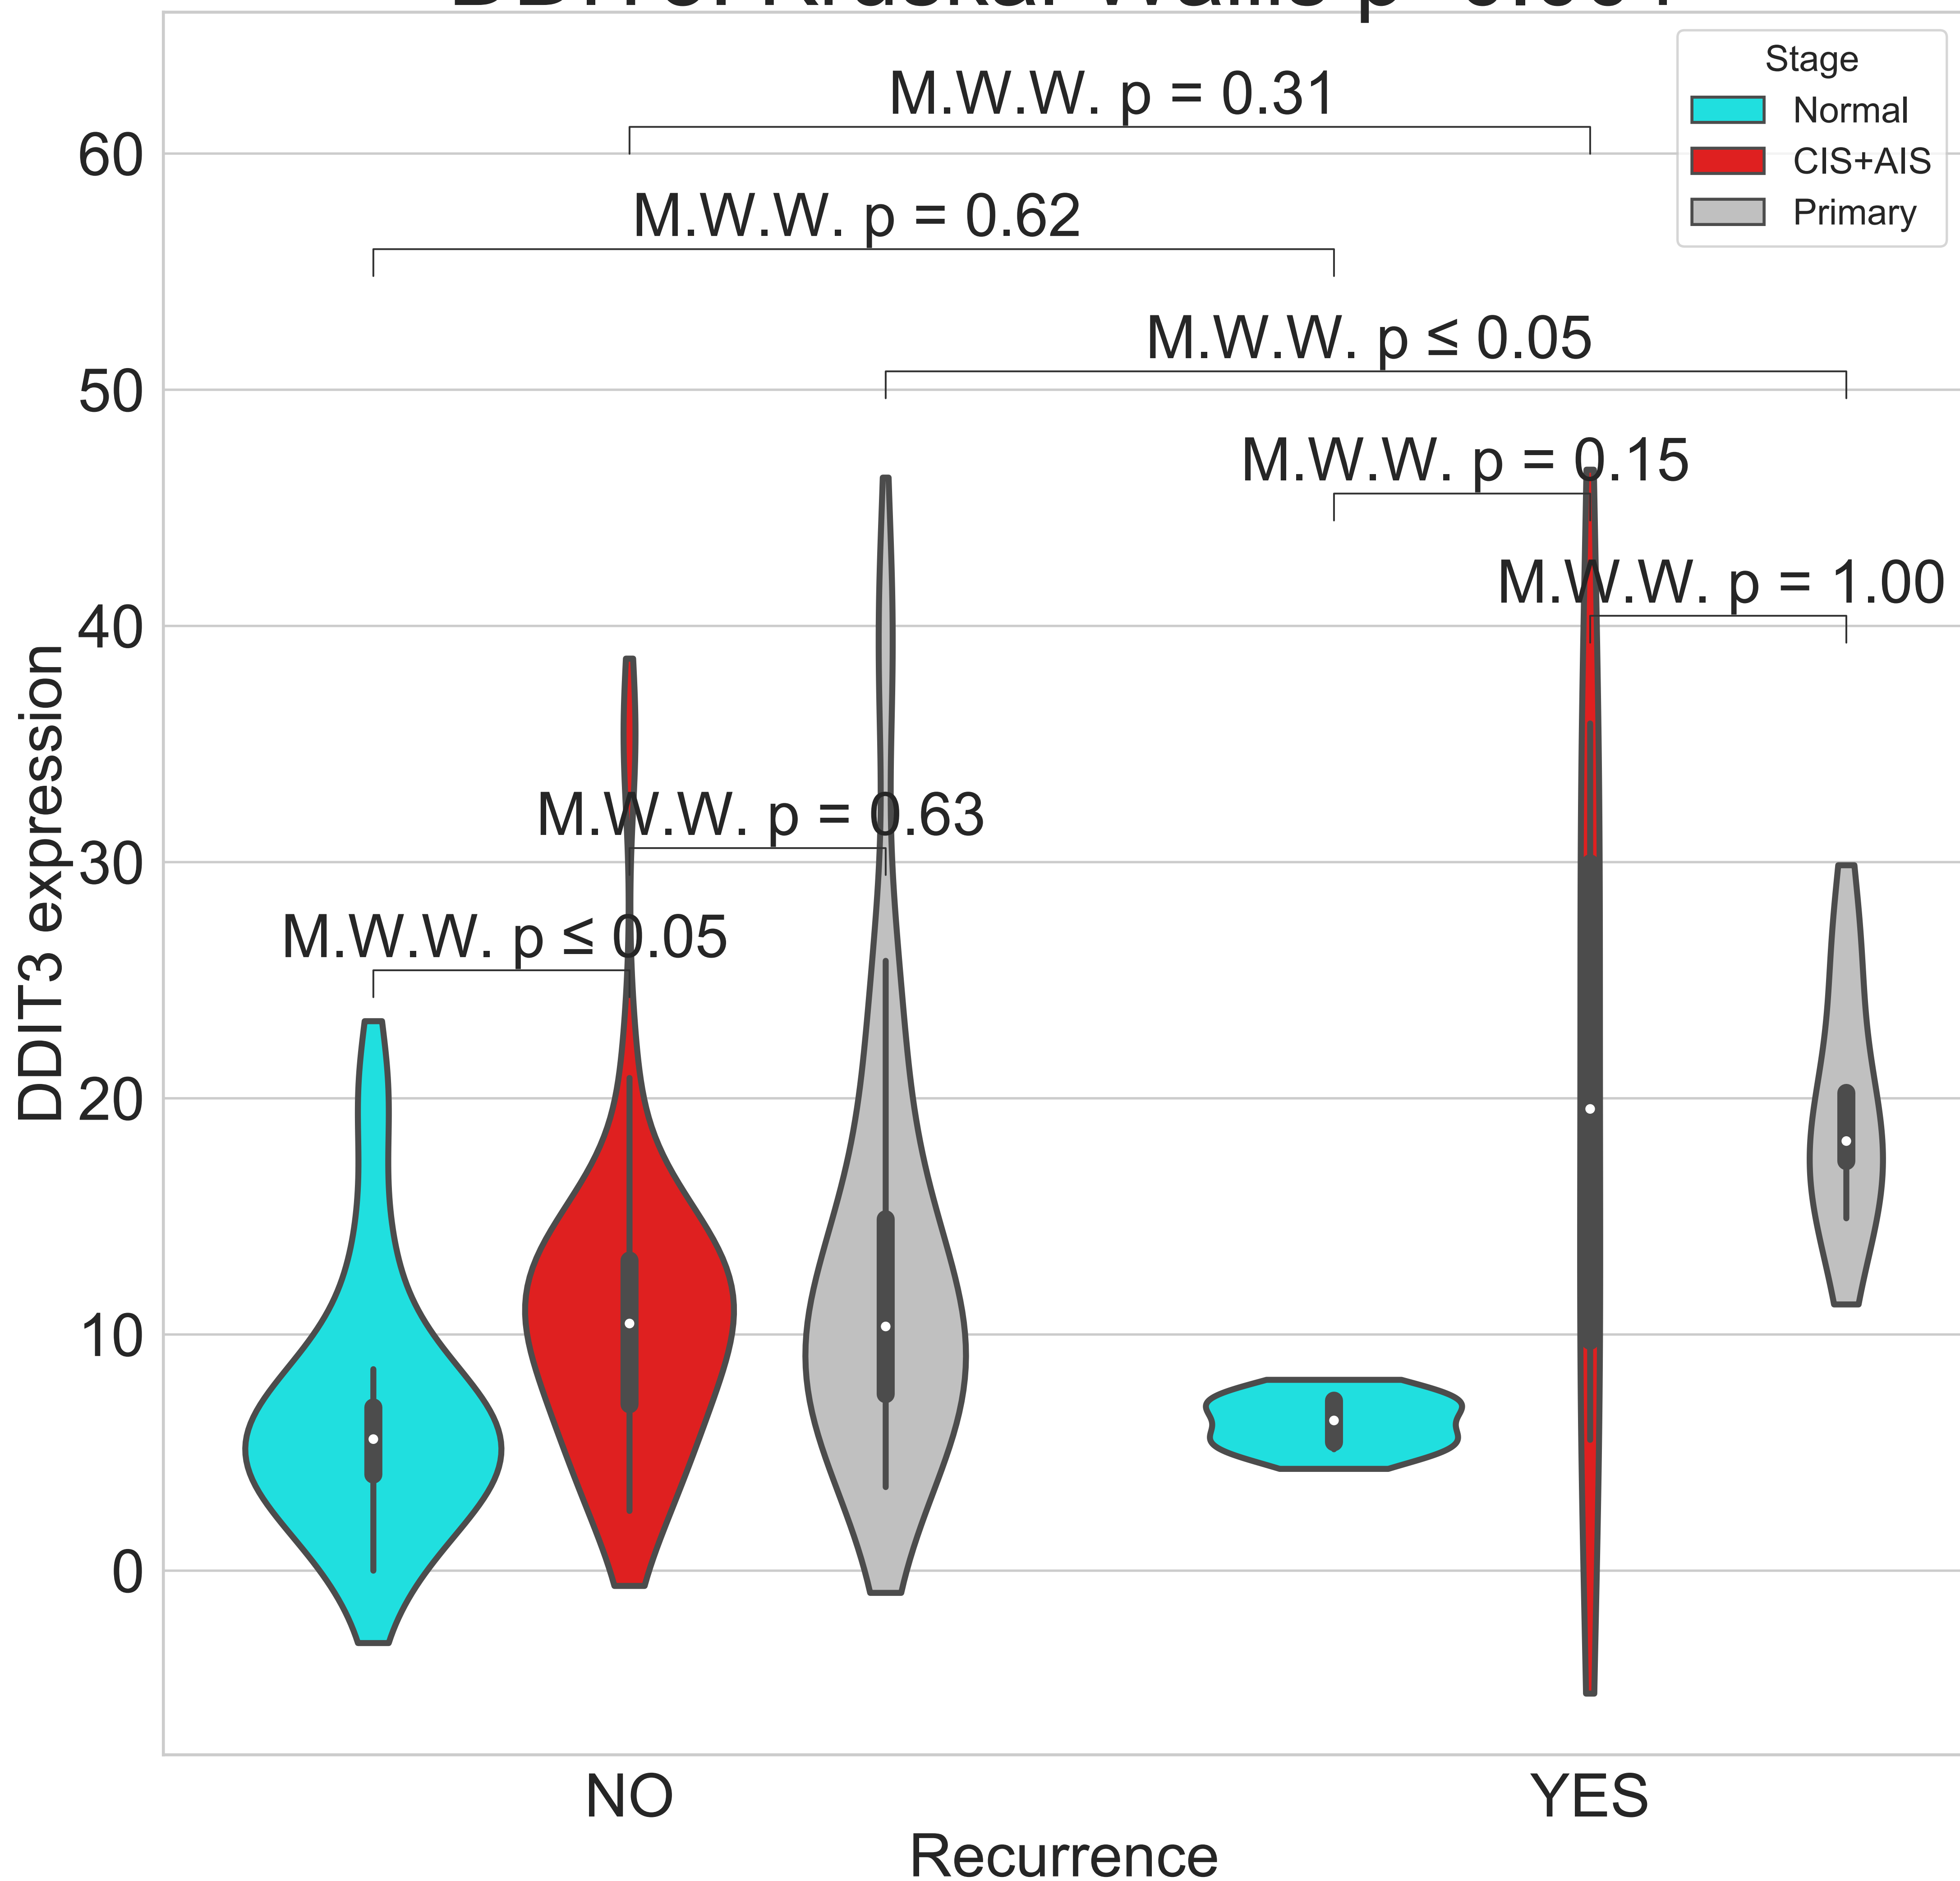 Stage
Normal
CIS+AIS
Primary
M.W.W. p = 0.31
M.W.W. p = 0.62
M.W.W. p ≤ 0.05
M.W.W. p = 0.15
M.W.W. p = 1.00
M.W.W. p = 0.63
M.W.W. p ≤ 0.05
DDIT3 expression
60
50
40
30
20
10
0
NO
YES
Recurrence